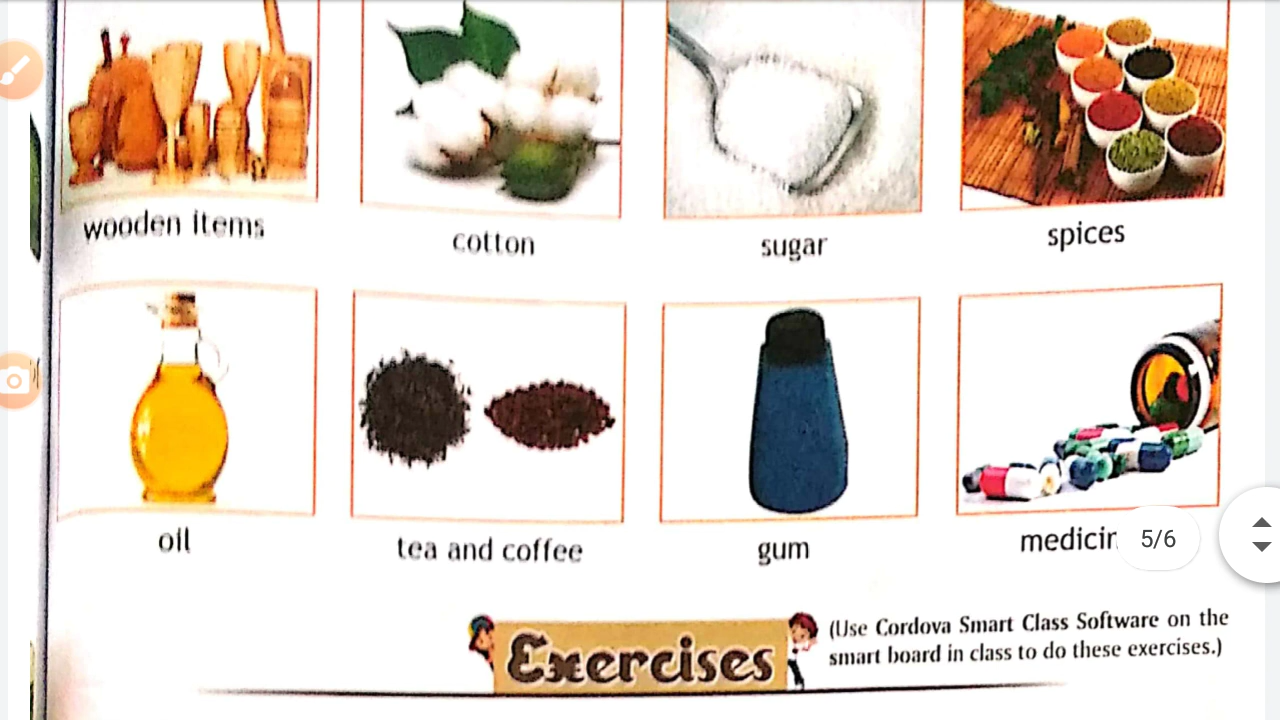 wooden items
cotton
sugar
spices
oil
tea and coffee
gum
5/6
Exercises
(Use Cordova Smart Class Software on the
smart board in class to do these exercises.)